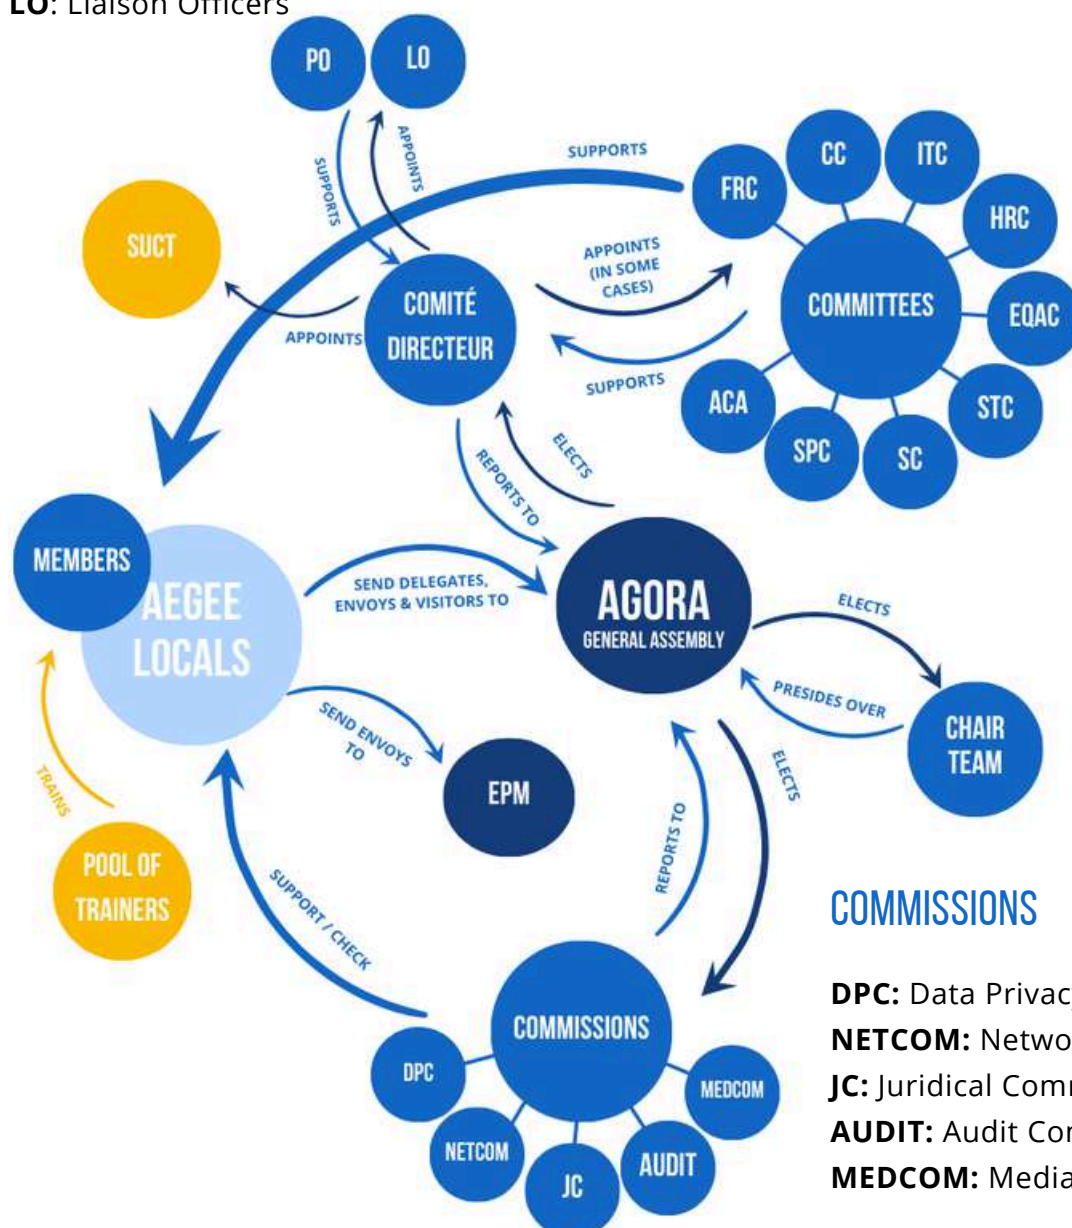 LO: Liaison Officers
PO
LO
SUPPORTS
APPOINTS
SUPPORTS
CC
ITC
FRC
HRC
SUCT
APPOINTS
(IN SOME
CASES)
COMMITTEES
EQAC
COMITÉ
DIRECTEUR
APPOINTS
SUPPORTS
ACA
STC
SPC
SC
REPORTS TO
ELECTS
MEMBERS
AEGEE
LOCALS
SEND DELEGATES,
ENVOYS & VISITORS TO
AGORA
GENERAL ASSEMBLY
ELECTS
PRESIDES OVER
CHAIR
TEAM
SEND ENVOYS
TO
EPM
ELECTS
REPORTS TO
TRAINS
POOL OF
TRAINERS
SUPPORT / CHECK
COMMISSIONS
DPC
NETCOM
JC
AUDIT
MEDCOM
COMMISSIONS
DPC: Data Privac
NETCOM: Netwo
JC: Juridical Com
AUDIT: Audit Co
MEDCOM: Media